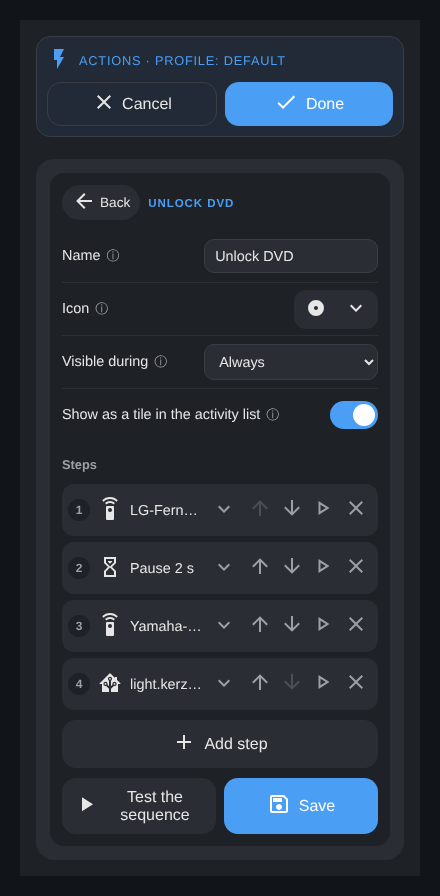 ACTIONS · PROFILE: DEFAULT
Cancel
Done
Back
UNLOCK DVD
Name ⓘ
Unlock DVD
Icon ⓘ
Visible during ⓘ
Always
Show as a tile in the activity list ⓘ
Steps
1 LG-Fern…
2 Pause 2 s
3 Yamaha-…
4 light.kerz…
Add step
Test the
sequence
Save